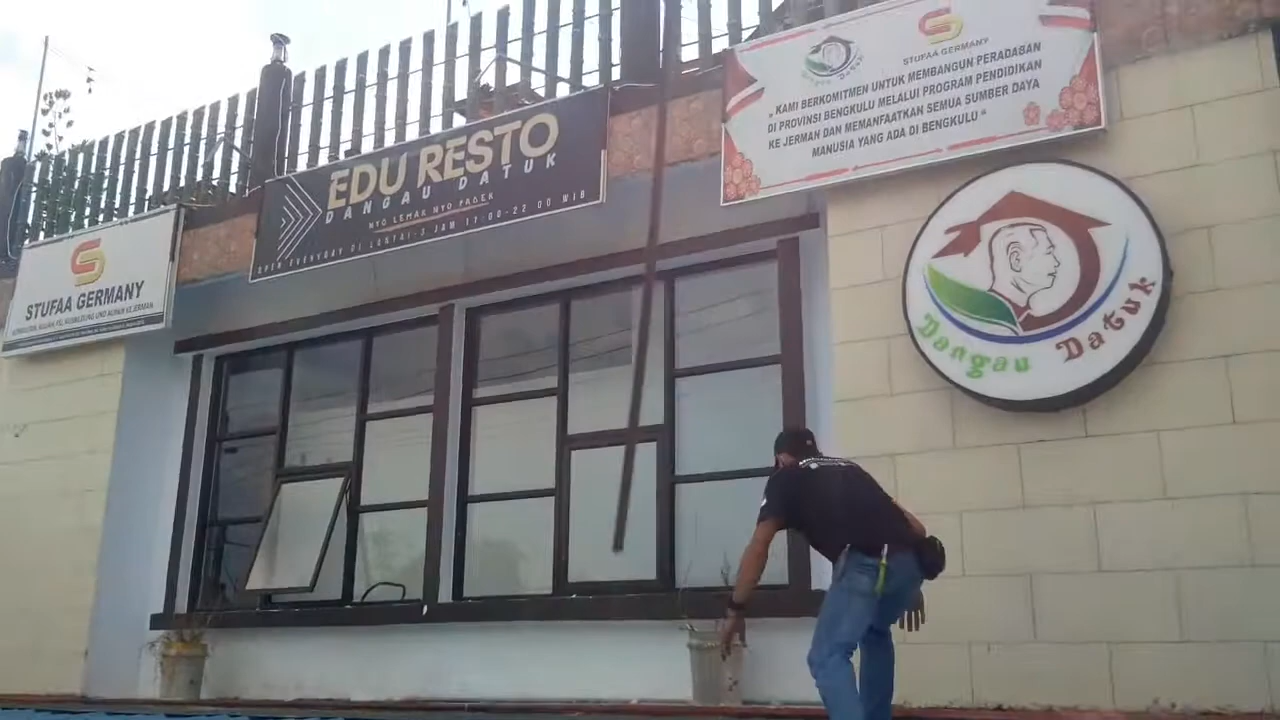 STUFAA GERMANY
EDU RESTO
DANGAU DATUK
NYO LEMAK NYO PACER
OPEN EVERYDAY DI LANTAI-3 JAM 17:00-22:00 WIB
Dangau Datuk
STUFAA GERMANY
„ KAMI BERKOMITMEN UNTUK MEMBANGUN PERADABAN
DI PROVINSI BENGKULU MELALUI PROGRAM PENDIDIKAN
KE JERMAN DAN MEMANFAATKAN SEMUA SUMBER DAYA
MANUSIA YANG ADA DI BENGKULU “
Dangau Datuk